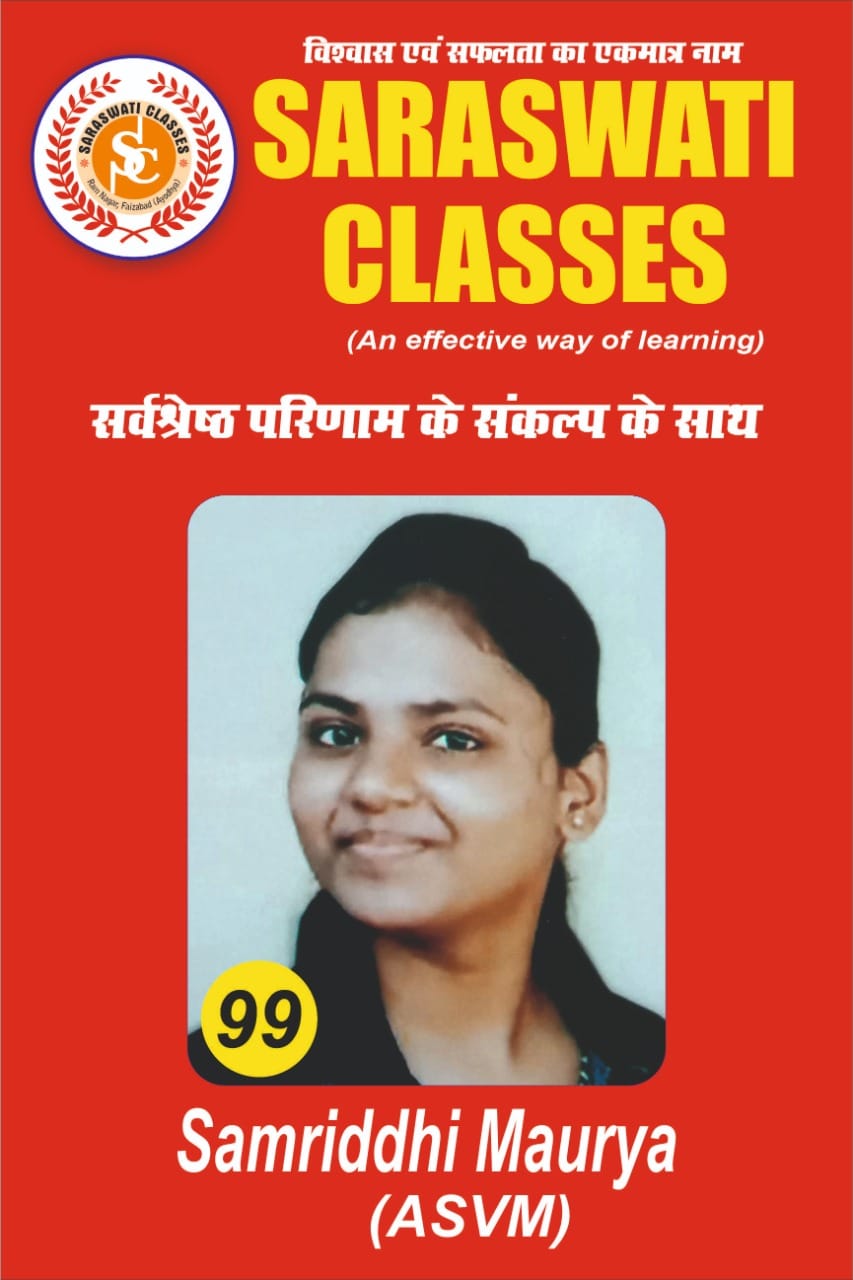 विश्वास एवं सफलता का एकमात्र नाम
SARASWATI
CLASSES
(An effective way of learning)
SARASWATI CLASSES
SC
Ram Nagar, Faizabad (Ayodhya)
सर्वश्रेष्ठ परिणाम के संकल्प के साथ
99
Samriddhi Maurya
(ASVM)